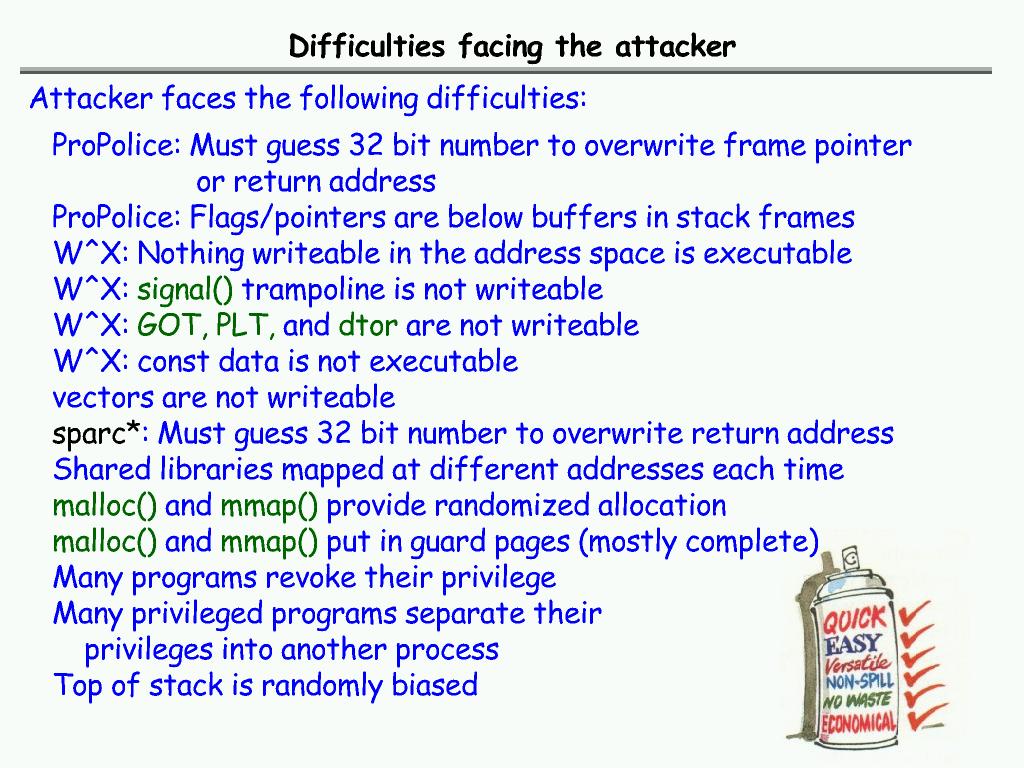 Difficulties facing the attacker
Attacker faces the following difficulties:
ProPolice: Must guess 32 bit number to overwrite frame pointer
or return address
ProPolice: Flags/pointers are below buffers in stack frames
W^X: Nothing writeable in the address space is executable
W^X: signal() trampoline is not writeable
W^X: GOT, PLT, and dtor are not writeable
W^X: const data is not executable
vectors are not writeable
sparc*: Must guess 32 bit number to overwrite return address
Shared libraries mapped at different addresses each time
malloc() and mmap() provide randomized allocation
malloc() and mmap() put in guard pages (mostly complete)
Many programs revoke their privilege
Many privileged programs separate their
privileges into another process
Top of stack is randomly biased
QUICK
EASY
Versatile
NON-SPILL
NO WASTE
ECONOMICAL